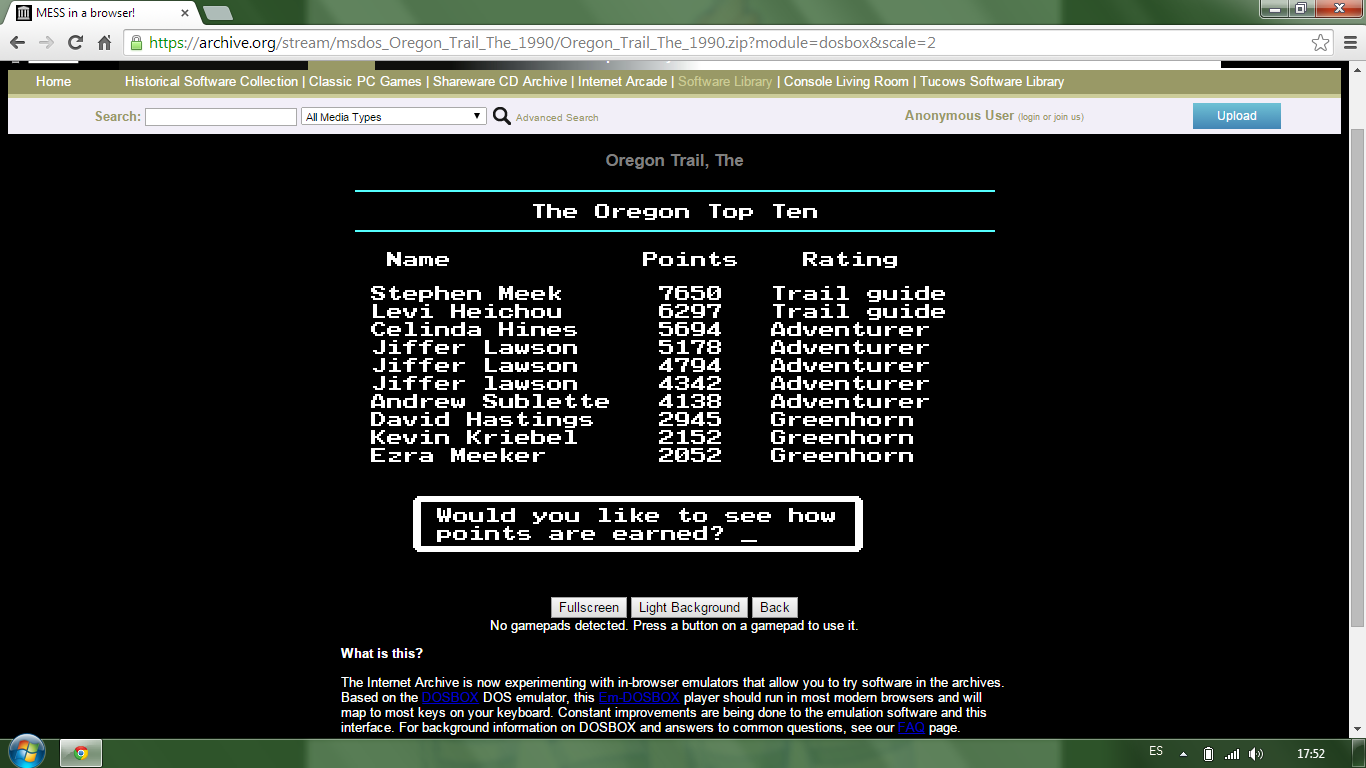 MESS in a browser!
https://archive.org/stream/msdos_Oregon_Trail_The_1990/Oregon_Trail_The_1990.zip?module=dosbox&scale=2
Home Historical Software Collection | Classic PC Games | Shareware CD Archive | Internet Arcade | Software Library | Console Living Room | Tucows Software Library
Search: All Media Types Advanced Search Anonymous User (login or join us) Upload
Oregon Trail, The
The Oregon Top Ten
Name Points Rating
Stephen Meek 7650 Trail guide
Levi Heichou 6297 Trail guide
Celinda Hines 5694 Adventurer
Jiffer Lawson 5178 Adventurer
Jiffer Lawson 4794 Adventurer
Jiffer lawson 4342 Adventurer
Andrew Sublette 4138 Adventurer
David Hastings 2945 Greenhorn
Kevin Kriebel 2152 Greenhorn
Ezra Meeker 2052 Greenhorn
Would you like to see how
points are earned? _
Fullscreen Light Background Back
No gamepads detected. Press a button on a gamepad to use it.
What is this?
The Internet Archive is now experimenting with in-browser emulators that allow you to try software in the archives.
Based on the DOSBOX DOS emulator, this Em-DOSBOX player should run in most modern browsers and will
map to most keys on your keyboard. Constant improvements are being done to the emulation software and this
interface. For background information on DOSBOX and answers to common questions, see our FAQ page.
ES 17:52